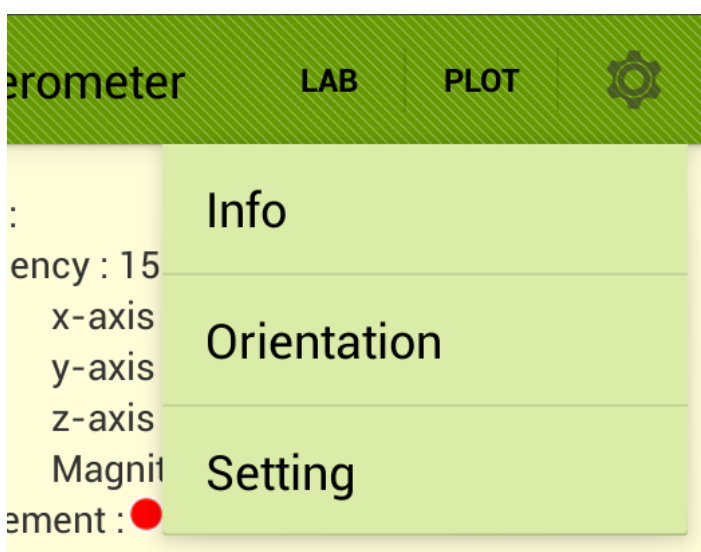 erometer LAB PLOT
:
Info
ency : 15
x-axis
Orientation
y-axis
z-axis
Magnit
Setting
ement :